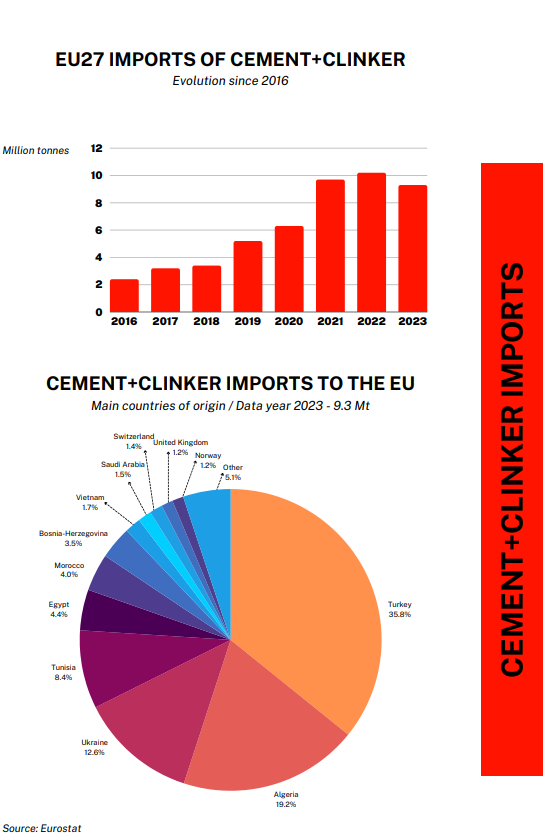 EU27 IMPORTS OF CEMENT+CLINKER
Evolution since 2016
Million tonnes
12
10
8
6
4
2
0
2016 2017 2018 2019 2020 2021 2022 2023
CEMENT+CLINKER IMPORTS TO THE EU
Main countries of origin / Data year 2023 - 9.3 Mt
Switzerland
1.4%
United Kingdom
1.2%
Norway
1.2%
Other
5.1%
Saudi Arabia
1.5%
Vietnam
1.7%
Bosnia-Herzegovina
3.5%
Morocco
4.0%
Egypt
4.4%
Turkey
35.8%
Tunisia
8.4%
Ukraine
12.6%
Algeria
19.2%
Source: Eurostat
CEMENT+CLINKER IMPORTS